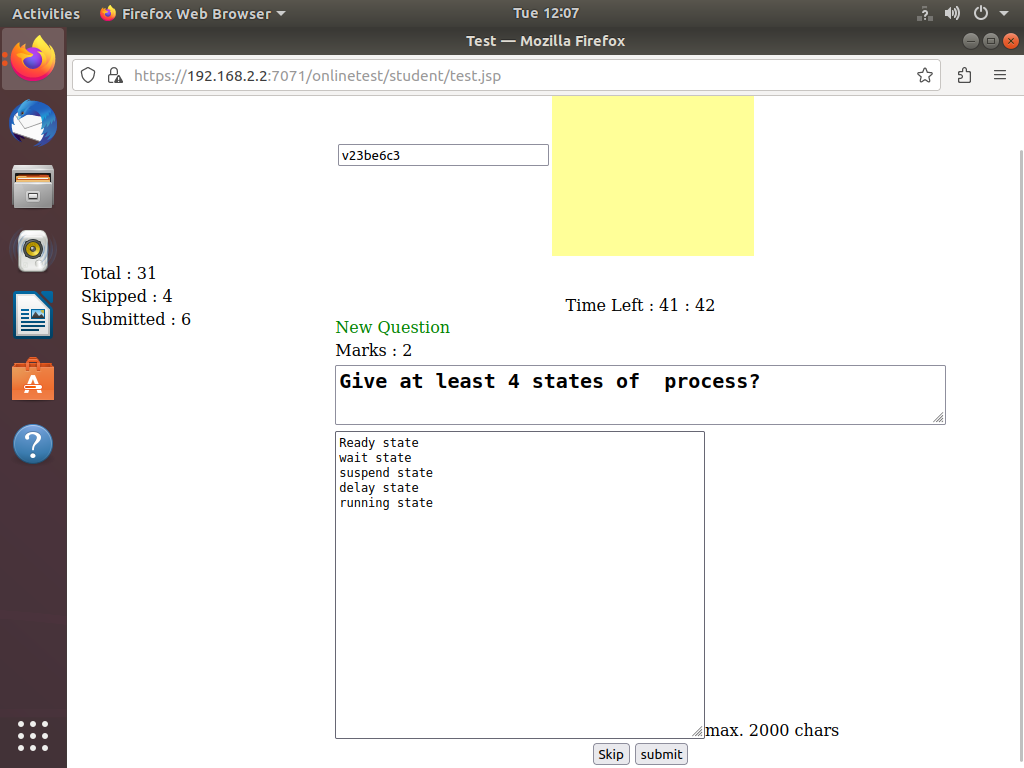 Activities
Firefox Web Browser
Tue 12:07
Test — Mozilla Firefox
https://192.168.2.2:7071/onlinetest/student/test.jsp
v23be6c3
Total : 31
Skipped : 4
Submitted : 6
Time Left : 41 : 42
New Question
Marks : 2
Give at least 4 states of  process?
Ready state
wait state
suspend state
delay state
running state
max. 2000 chars
Skip
submit